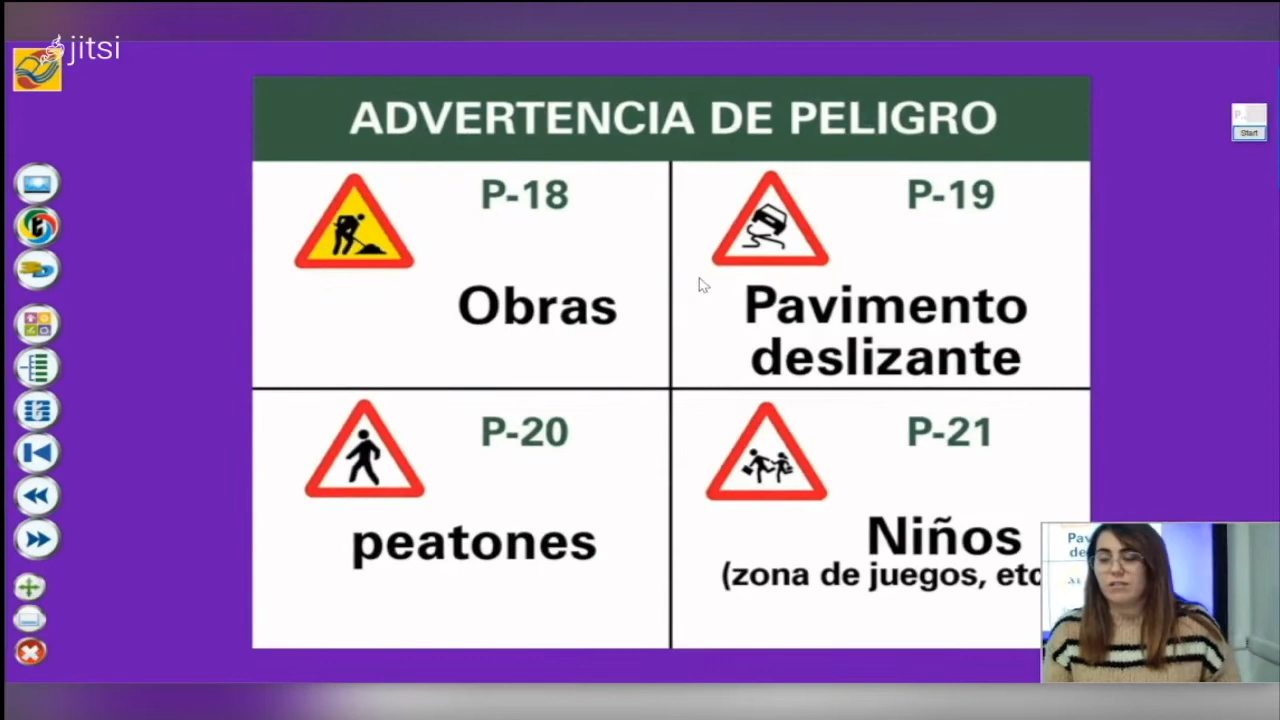 jitsi
ADVERTENCIA DE PELIGRO
P-18
Obras
P-19
Pavimento
deslizante
P-20
peatones
P-21
Niños
(zona de juegos, etc
Start